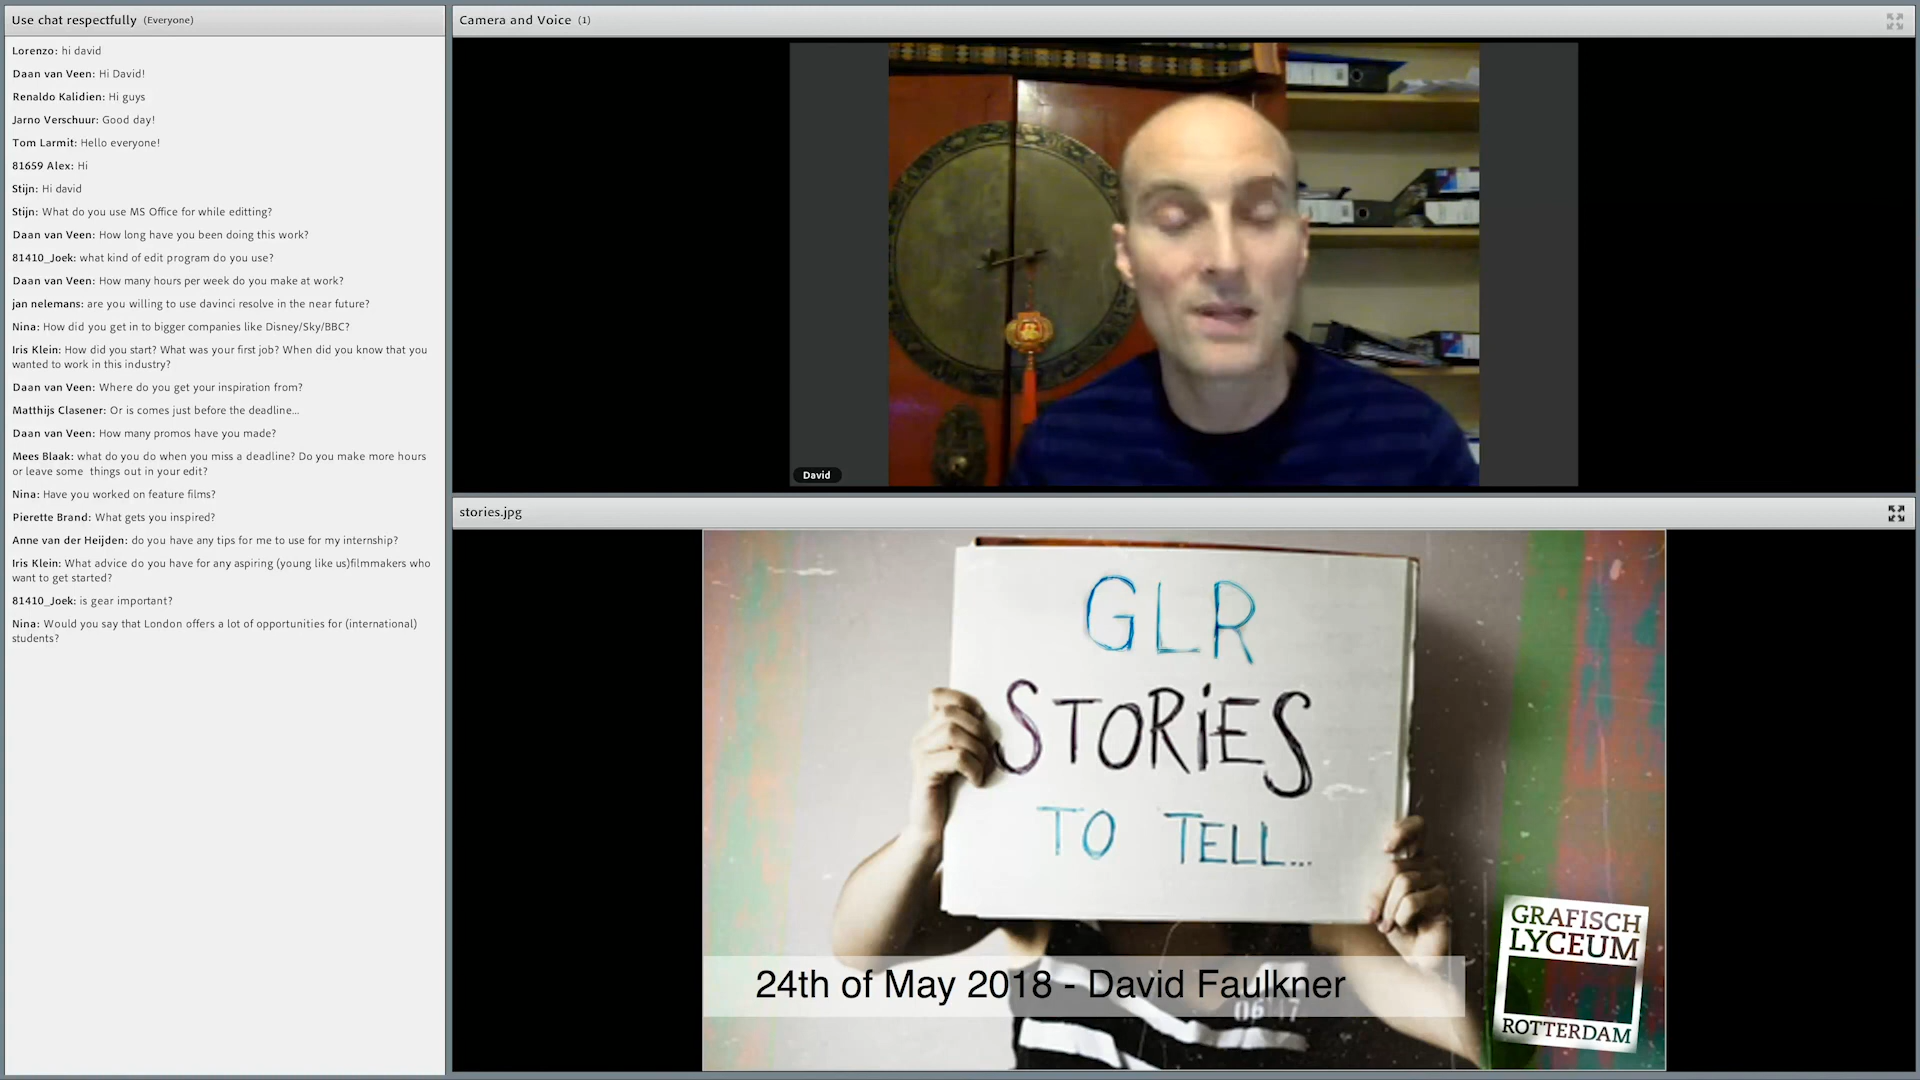 Use chat respectfully (Everyone)
Lorenzo: hi david
Daan van Veen: Hi David!
Renaldo Kalidien: Hi guys
Jarno Verschuur: Good day!
Tom Larmit: Hello everyone!
81659 Alex: Hi
Stijn: Hi david
Stijn: What do you use MS Office for while editting?
Daan van Veen: How long have you been doing this work?
81410_Joek: what kind of edit program do you use?
Daan van Veen: How many hours per week do you make at work?
jan nelemans: are you willing to use davinci resolve in the near future?
Nina: How did you get in to bigger companies like Disney/Sky/BBC?
Iris Klein: How did you start? What was your first job? When did you know that you
wanted to work in this industry?
Daan van Veen: Where do you get your inspiration from?
Matthijs Clasener: Or is comes just before the deadline...
Daan van Veen: How many promos have you made?
Mees Blaak: what do you do when you miss a deadline? Do you make more hours
or leave some things out in your edit?
Nina: Have you worked on feature films?
Pierette Brand: What gets you inspired?
Anne van der Heijden: do you have any tips for me to use for my internship?
Iris Klein: What advice do you have for any aspiring (young like us)filmmakers who
want to get started?
81410_Joek: is gear important?
Nina: Would you say that London offers a lot of opportunities for (international)
students?
Camera and Voice (1)
David
stories.jpg
GLR
STORiES
TO TELL...
24th of May 2018 - David Faulkner
GRAFISCH
LYCEUM
ROTTERDAM